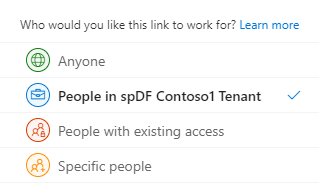 Who would you like this link to work for? Learn more
Anyone
People in spDF Contoso1 Tenant
People with existing access
Specific people